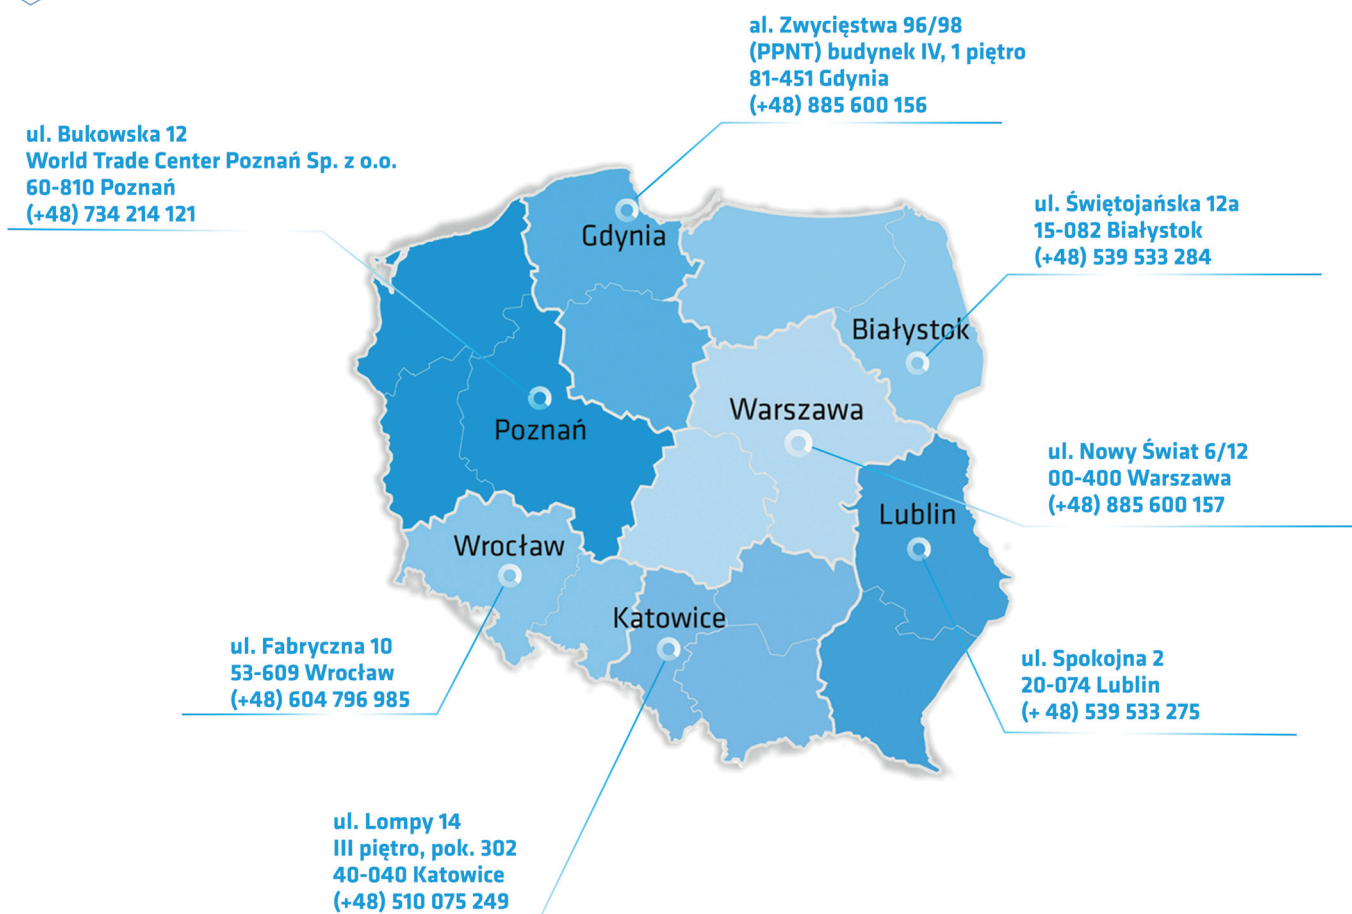 al. Zwycięstwa 96/98
(PPNT) budynek IV, 1 piętro
81-451 Gdynia
(+48) 885 600 156
ul. Bukowska 12
World Trade Center Poznań Sp. z o.o.
60-810 Poznań
(+48) 734 214 121
ul. Świętojańska 12a
15-082 Białystok
(+48) 539 533 284
Gdynia
Białystok
Warszawa
Poznań
ul. Nowy Świat 6/12
00-400 Warszawa
(+48) 885 600 157
Lublin
Wrocław
Katowice
ul. Fabryczna 10
53-609 Wrocław
(+48) 604 796 985
ul. Spokojna 2
20-074 Lublin
(+ 48) 539 533 275
ul. Lompy 14
III piętro, pok. 302
40-040 Katowice
(+48) 510 075 249